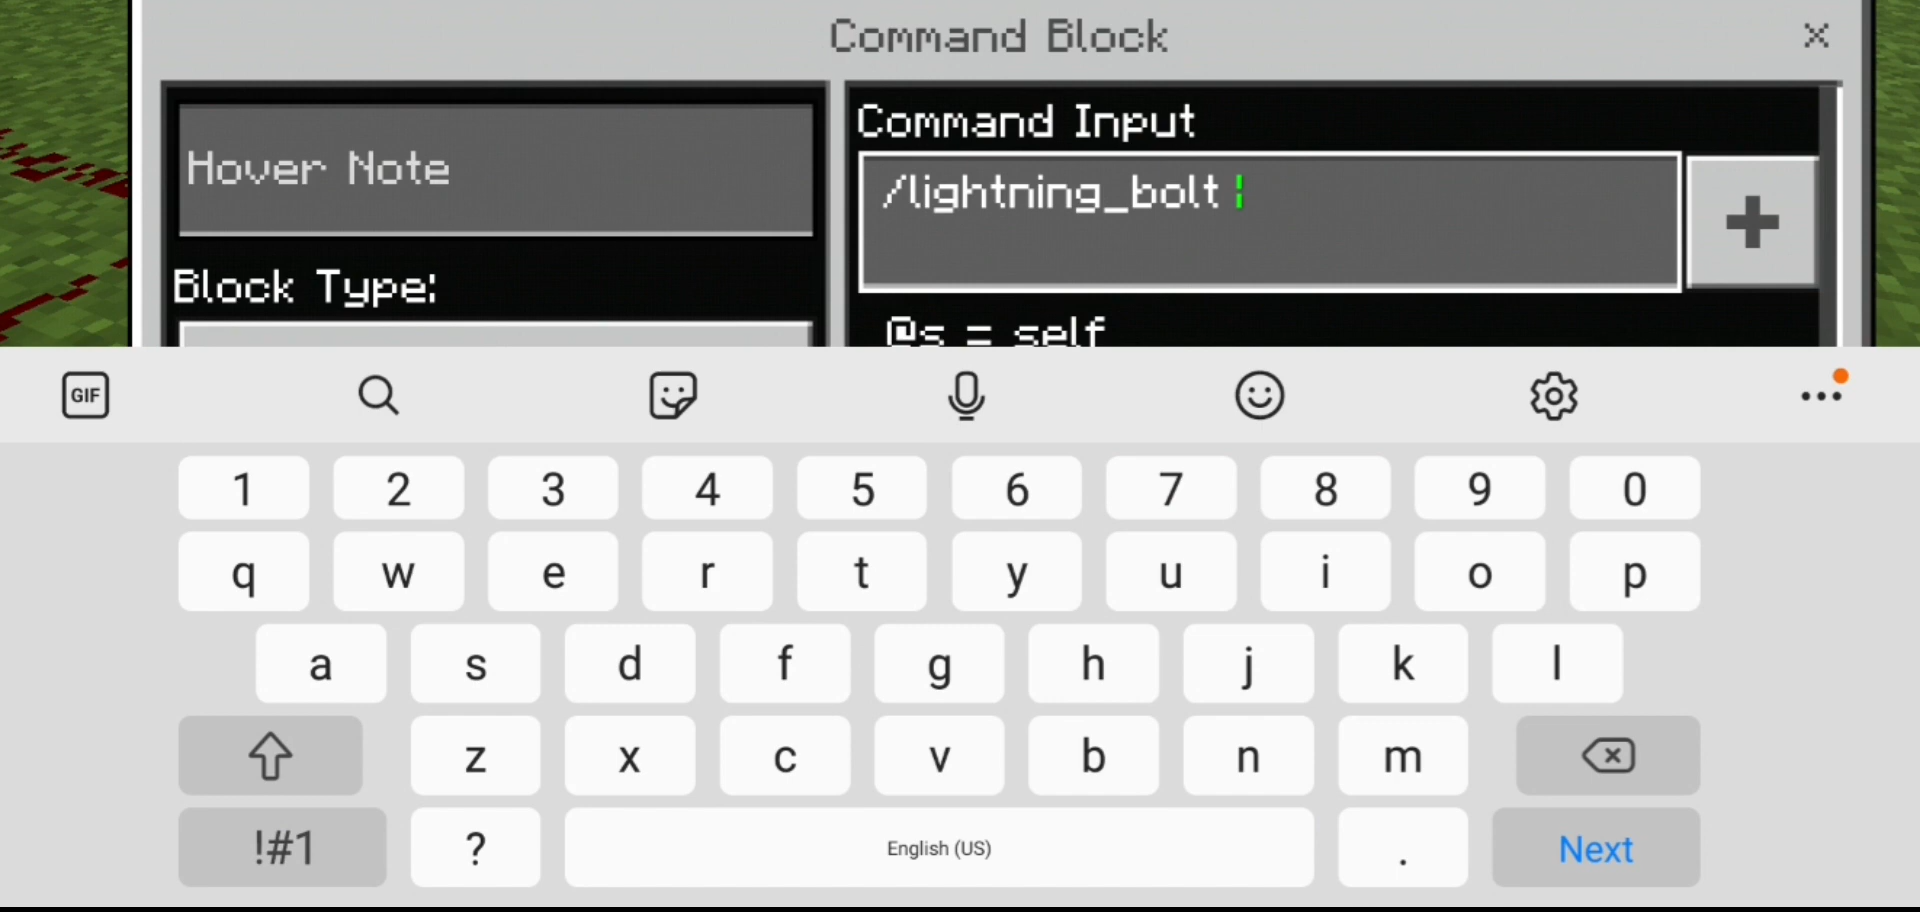 Command Block
Hover Note
Block Type:
Command Input
/lightning_bolt
@s = self
GIF
1 2 3 4 5 6 7 8 9 0
q w e r t y u i o p
a s d f g h j k l
z x c v b n m
!#1 ? English (US) . Next